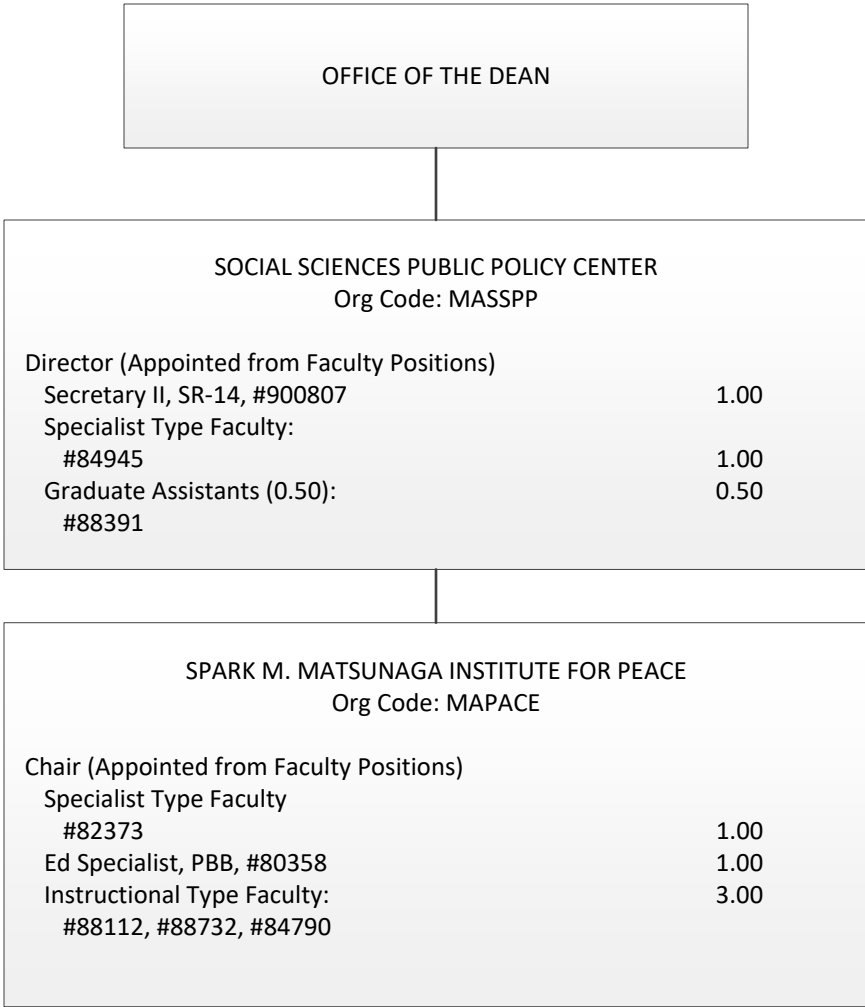 OFFICE OF THE DEAN
SOCIAL SCIENCES PUBLIC POLICY CENTER
Org Code: MASSPP
Director (Appointed from Faculty Positions)
Secretary II, SR-14, #900807 1.00
Specialist Type Faculty:
#84945 1.00
Graduate Assistants (0.50): 0.50
#88391
SPARK M. MATSUNAGA INSTITUTE FOR PEACE
Org Code: MAPACE
Chair (Appointed from Faculty Positions)
Specialist Type Faculty
#82373 1.00
Ed Specialist, PBB, #80358 1.00
Instructional Type Faculty: 3.00
#88112, #88732, #84790